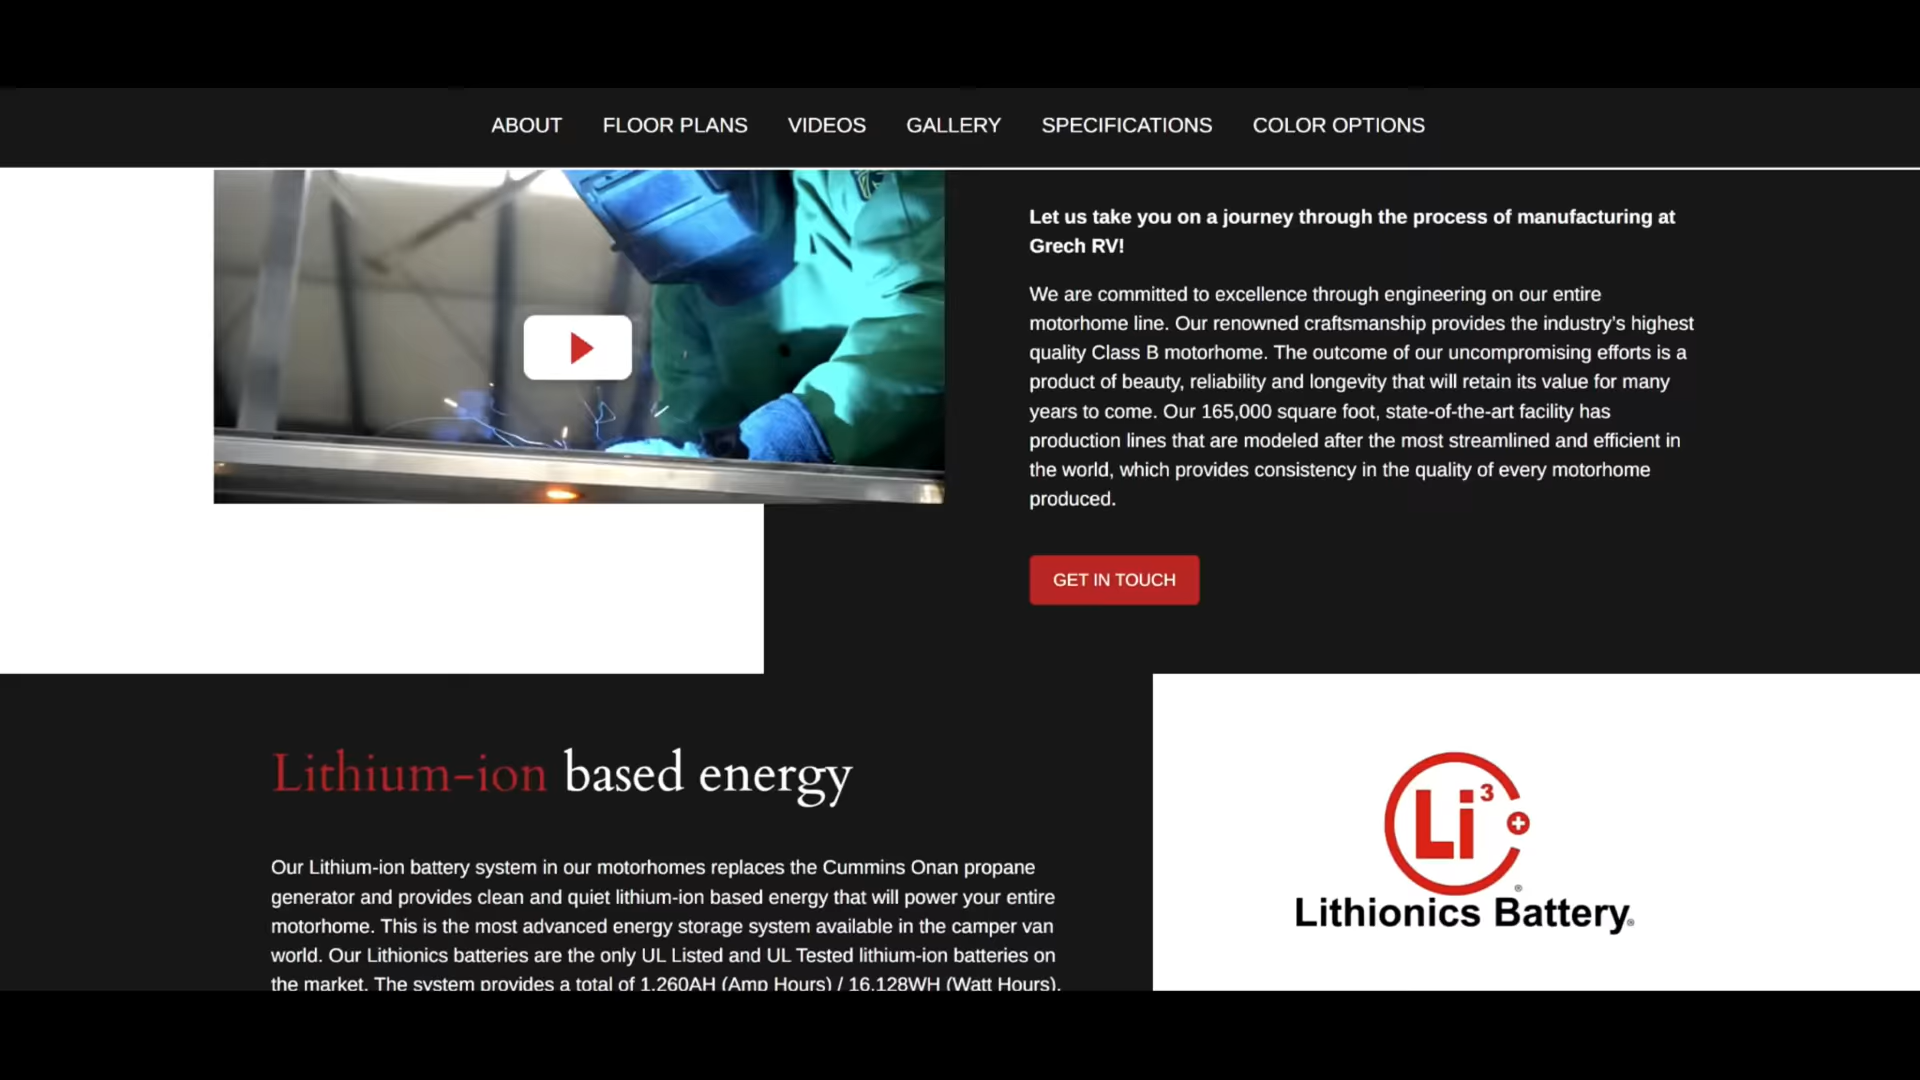 ABOUT FLOOR PLANS VIDEOS GALLERY SPECIFICATIONS COLOR OPTIONS
Let us take you on a journey through the process of manufacturing at
Grech RV!
We are committed to excellence through engineering on our entire
motorhome line. Our renowned craftsmanship provides the industry's highest
quality Class B motorhome. The outcome of our uncompromising efforts is a
product of beauty, reliability and longevity that will retain its value for many
years to come. Our 165,000 square foot, state-of-the-art facility has
production lines that are modeled after the most streamlined and efficient in
the world, which provides consistency in the quality of every motorhome
produced.
GET IN TOUCH
Lithium-ion based energy
Our Lithium-ion battery system in our motorhomes replaces the Cummins Onan propane
generator and provides clean and quiet lithium-ion based energy that will power your entire
motorhome. This is the most advanced energy storage system available in the camper van
world. Our Lithionics batteries are the only UL Listed and UL Tested lithium-ion batteries on
the market. The system provides a total of 1,260AH (Amp Hours) / 16,128WH (Watt Hours).
Li³ +
®
Lithionics Battery®